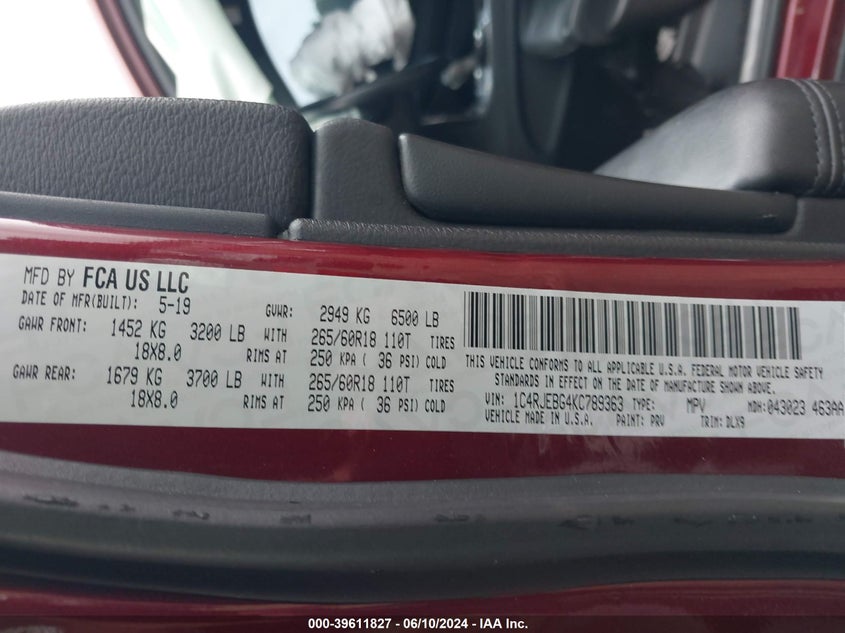 MFD BY FCA US LLC
DATE OF MFR(BUILT): 5-19 GVWR: 2949 KG 6500 LB
GAWR FRONT: 1452 KG 3200 LB WITH 265/60R18 110T TIRES
18X8.0 RIMS AT 250 KPA ( 36 PSI) COLD
GAWR REAR: 1679 KG 3700 LB WITH 265/60R18 110T TIRES
18X8.0 RIMS AT 250 KPA ( 36 PSI) COLD
THIS VEHICLE CONFORMS TO ALL APPLICABLE U.S.A. FEDERAL MOTOR VEHICLE SAFETY
STANDARDS IN EFFECT ON THE DATE OF MANUFACTURE SHOWN ABOVE.
VIN: 1C4RJEBG4KC789363 TYPE: MPV MDH: 043023 463AA
VEHICLE MADE IN U.S.A. PAINT: PRV TRIM: DLX9
000-39611827 - 06/10/2024 - IAA Inc.